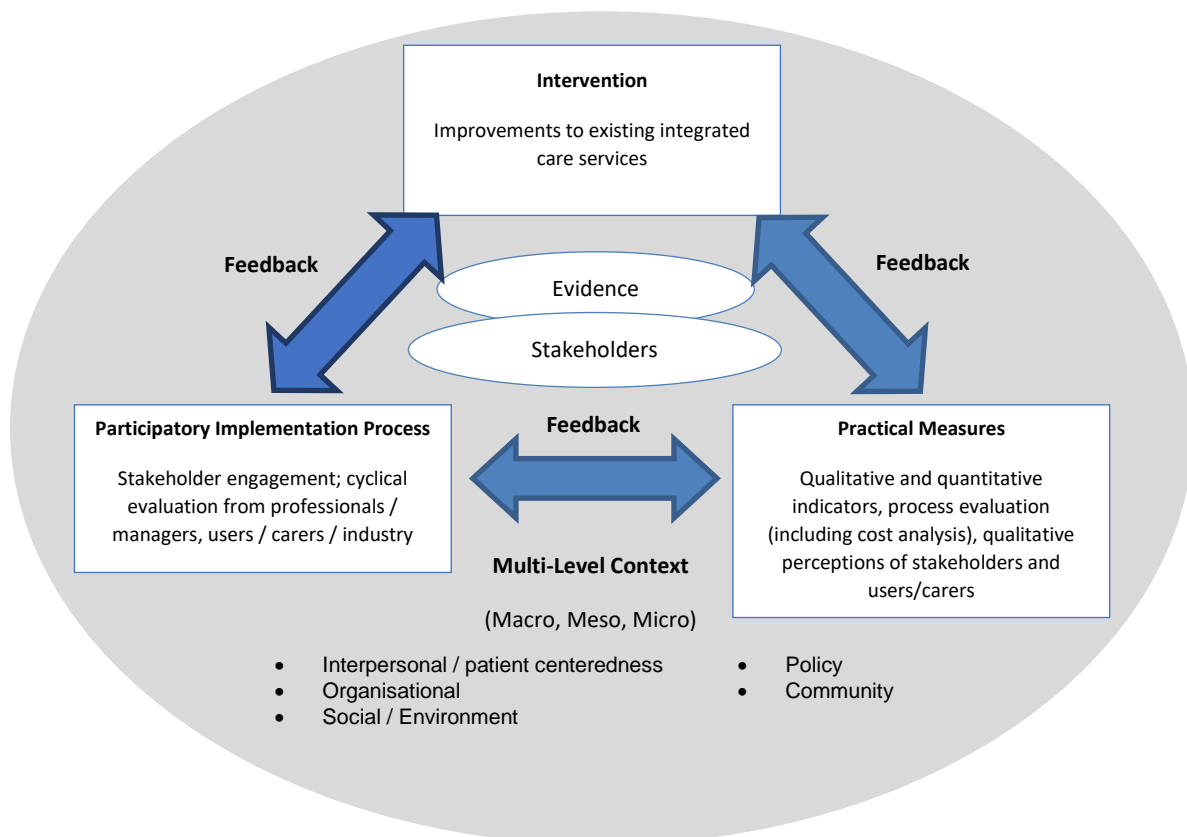 Intervention
Improvements to existing integrated
care services
Feedback
Feedback
Evidence
Stakeholders
Participatory Implementation Process
Stakeholder engagement; cyclical
evaluation from professionals /
managers, users / carers / industry
Feedback
Practical Measures
Qualitative and quantitative
indicators, process evaluation
(including cost analysis), qualitative
perceptions of stakeholders and
users/carers
Multi-Level Context
(Macro, Meso, Micro)
• Interpersonal / patient centeredness
• Organisational
• Social / Environment
• Policy
• Community